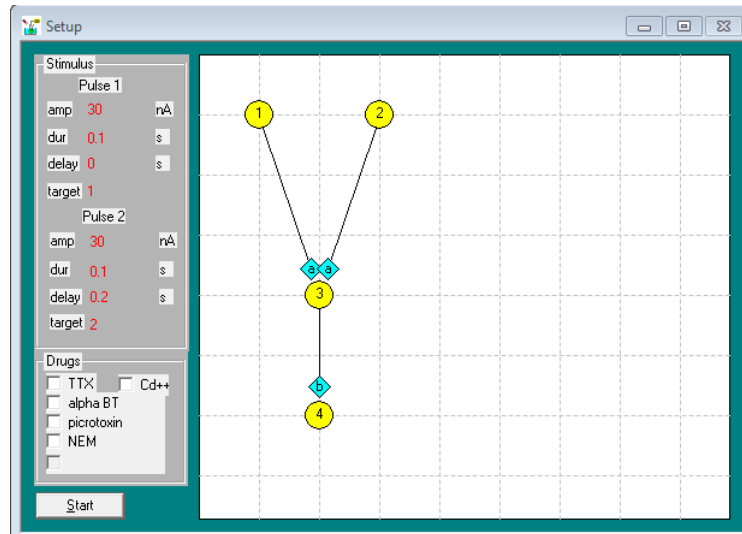 Setup
Stimulus
Pulse 1
amp 30 nA
dur 0.1 s
delay 0 s
target 1
Pulse 2
amp 30 nA
dur 0.1 s
delay 0.2 s
target 2
Drugs
TTX Cd++
alpha BT
picrotoxin
NEM
Start
1 2
a a
3
b
4